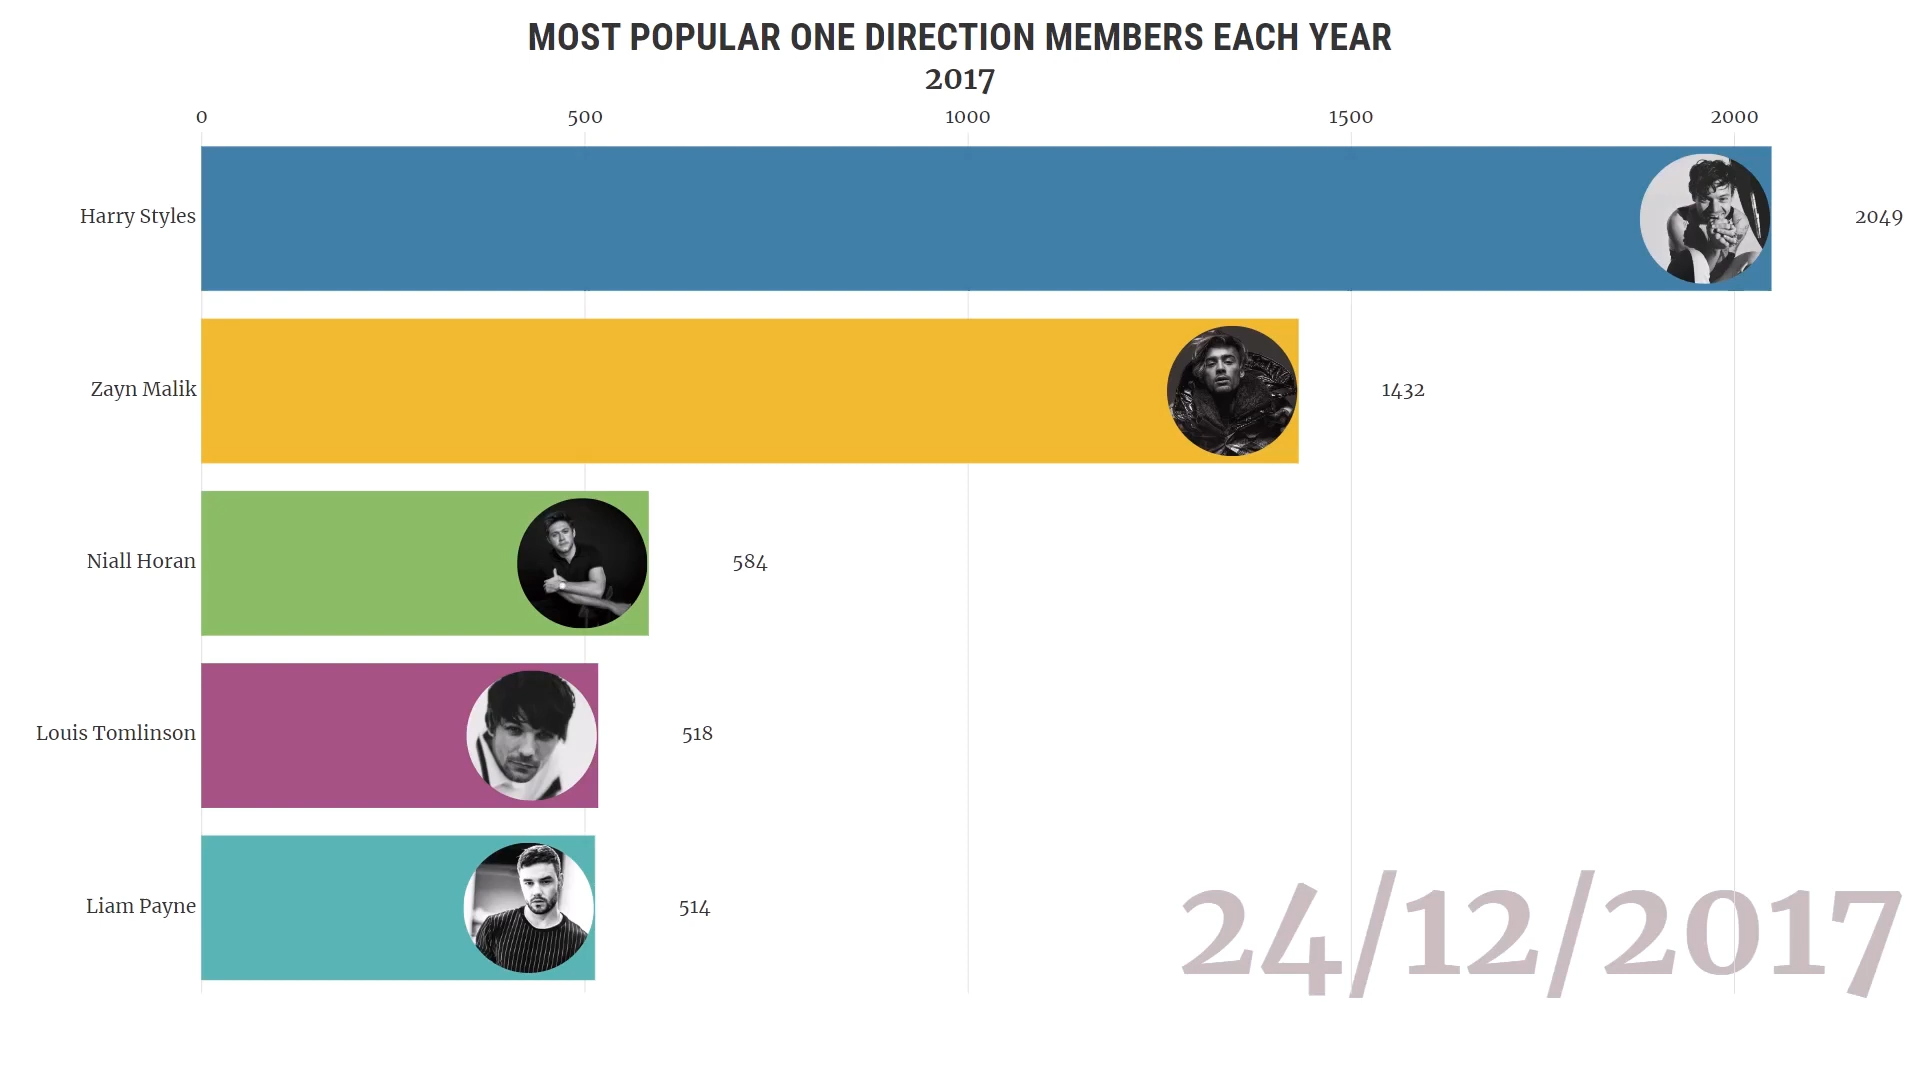 MOST POPULAR ONE DIRECTION MEMBERS EACH YEAR
2017
0 500 1000 1500 2000
Harry Styles 2049
Zayn Malik 1432
Niall Horan 584
Louis Tomlinson 518
Liam Payne 514
24/12/2017